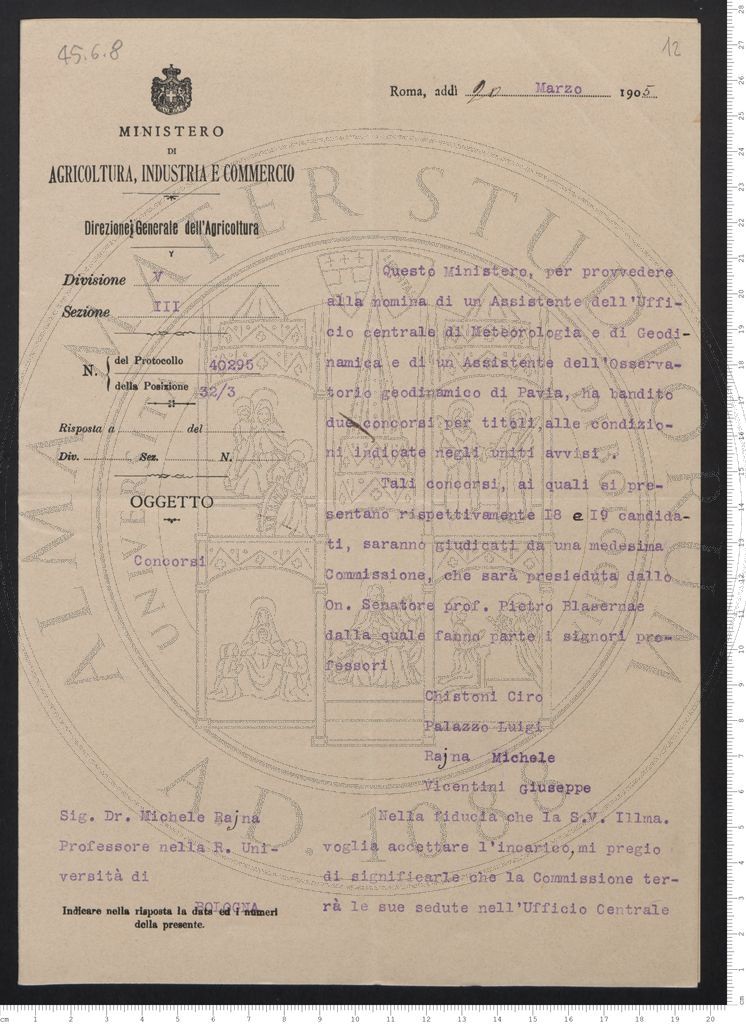 45.6.8
12
Roma, addì 20 Marzo 1905
MINISTERO
DI
AGRICOLTURA, INDUSTRIA E COMMERCIO
Direzione Generale dell'Agricoltura
Divisione V
Sezione III
N. del Protocollo 40295
della Posizione 32/3
Risposta a del
Div. Sez. N.
OGGETTO
Concorsi
Questo Ministero, per provvedere
alla nomina di un Assistente dell'Uffi-
cio centrale di Meteorologia e di Geodi-
namica e di un Assistente dell'Osserva-
torio geodinamico di Pavia, ha bandito
due concorsi per titoli, alle condizio-
ni indicate negli uniti avvisi.
Tali concorsi, ai quali si pre-
sentano rispettivamente I8 e I9 candida-
ti, saranno giudicati da una medesima
Commissione, che sarà presieduta dallo
On. Senatore prof. Pietro Blasernae
dalla quale fanno parte i signori pro-
fessori
Chistoni Ciro
Palazzo Luigi
Rajna Michele
Vicentini Giuseppe
Nella fiducia che la S.V. Illma.
voglia accettare l'incarico, mi pregio
di significarle che la Commissione ter-
rà le sue sedute nell'Ufficio Centrale
Sig. Dr. Michele Rajna
Professore nella R. Uni-
versità di
BOLOGNA
Indicare nella risposta la data ed i numeri
della presente.
ALMA MATER STUDIORUM
A.D. 1088